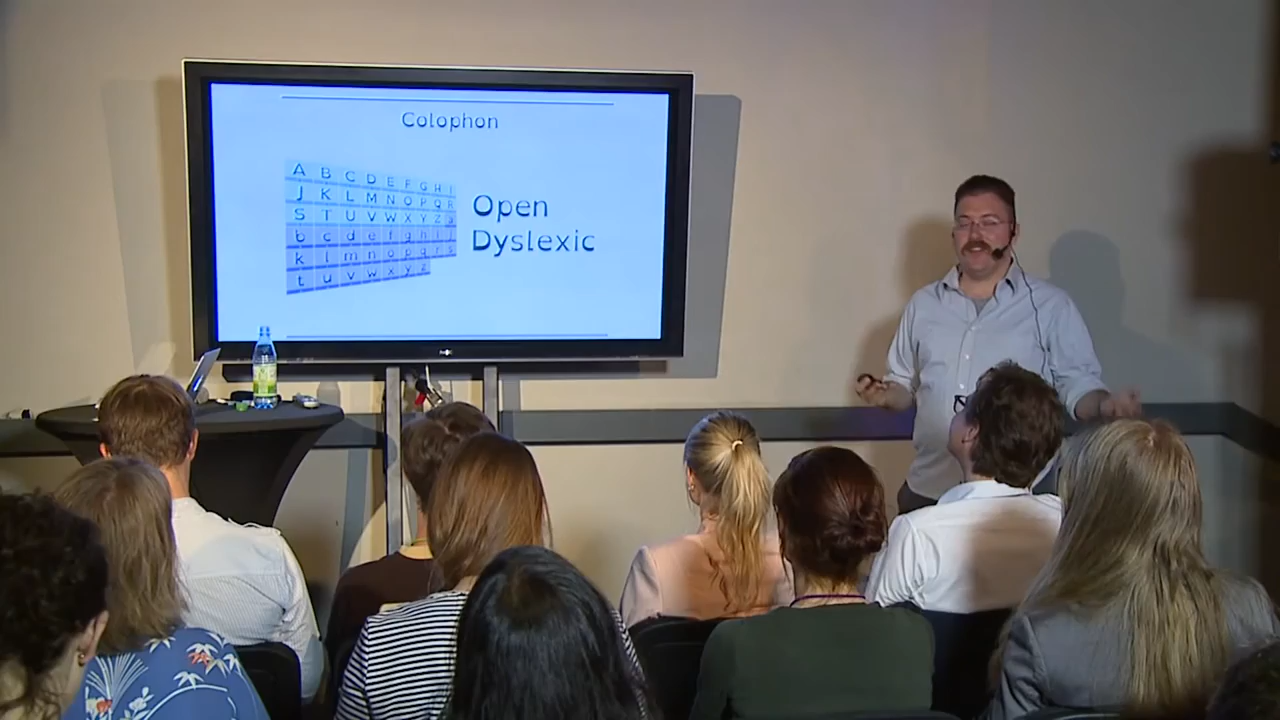 Colophon
A B C D E F G H I
J K L M N O P Q R
S T U V W X Y Z a
b c d e f g h i j
k l m n o p q r s
t u v w x y z
Open
Dyslexic